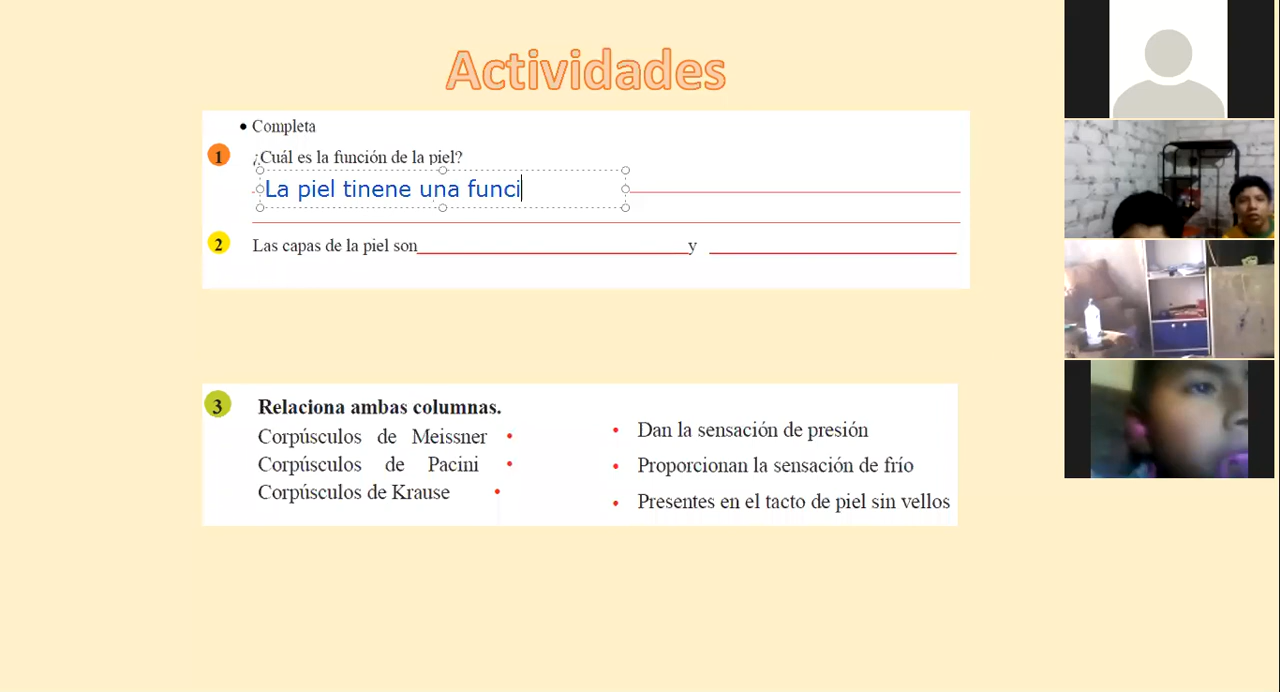 Actividades
• Completa
1 ¿Cuál es la función de la piel?
La piel tinene una funci
2 Las capas de la piel son y
3 Relaciona ambas columnas.
Corpúsculos de Meissner •
Corpúsculos de Pacini •
Corpúsculos de Krause •
• Dan la sensación de presión
• Proporcionan la sensación de frío
• Presentes en el tacto de piel sin vellos